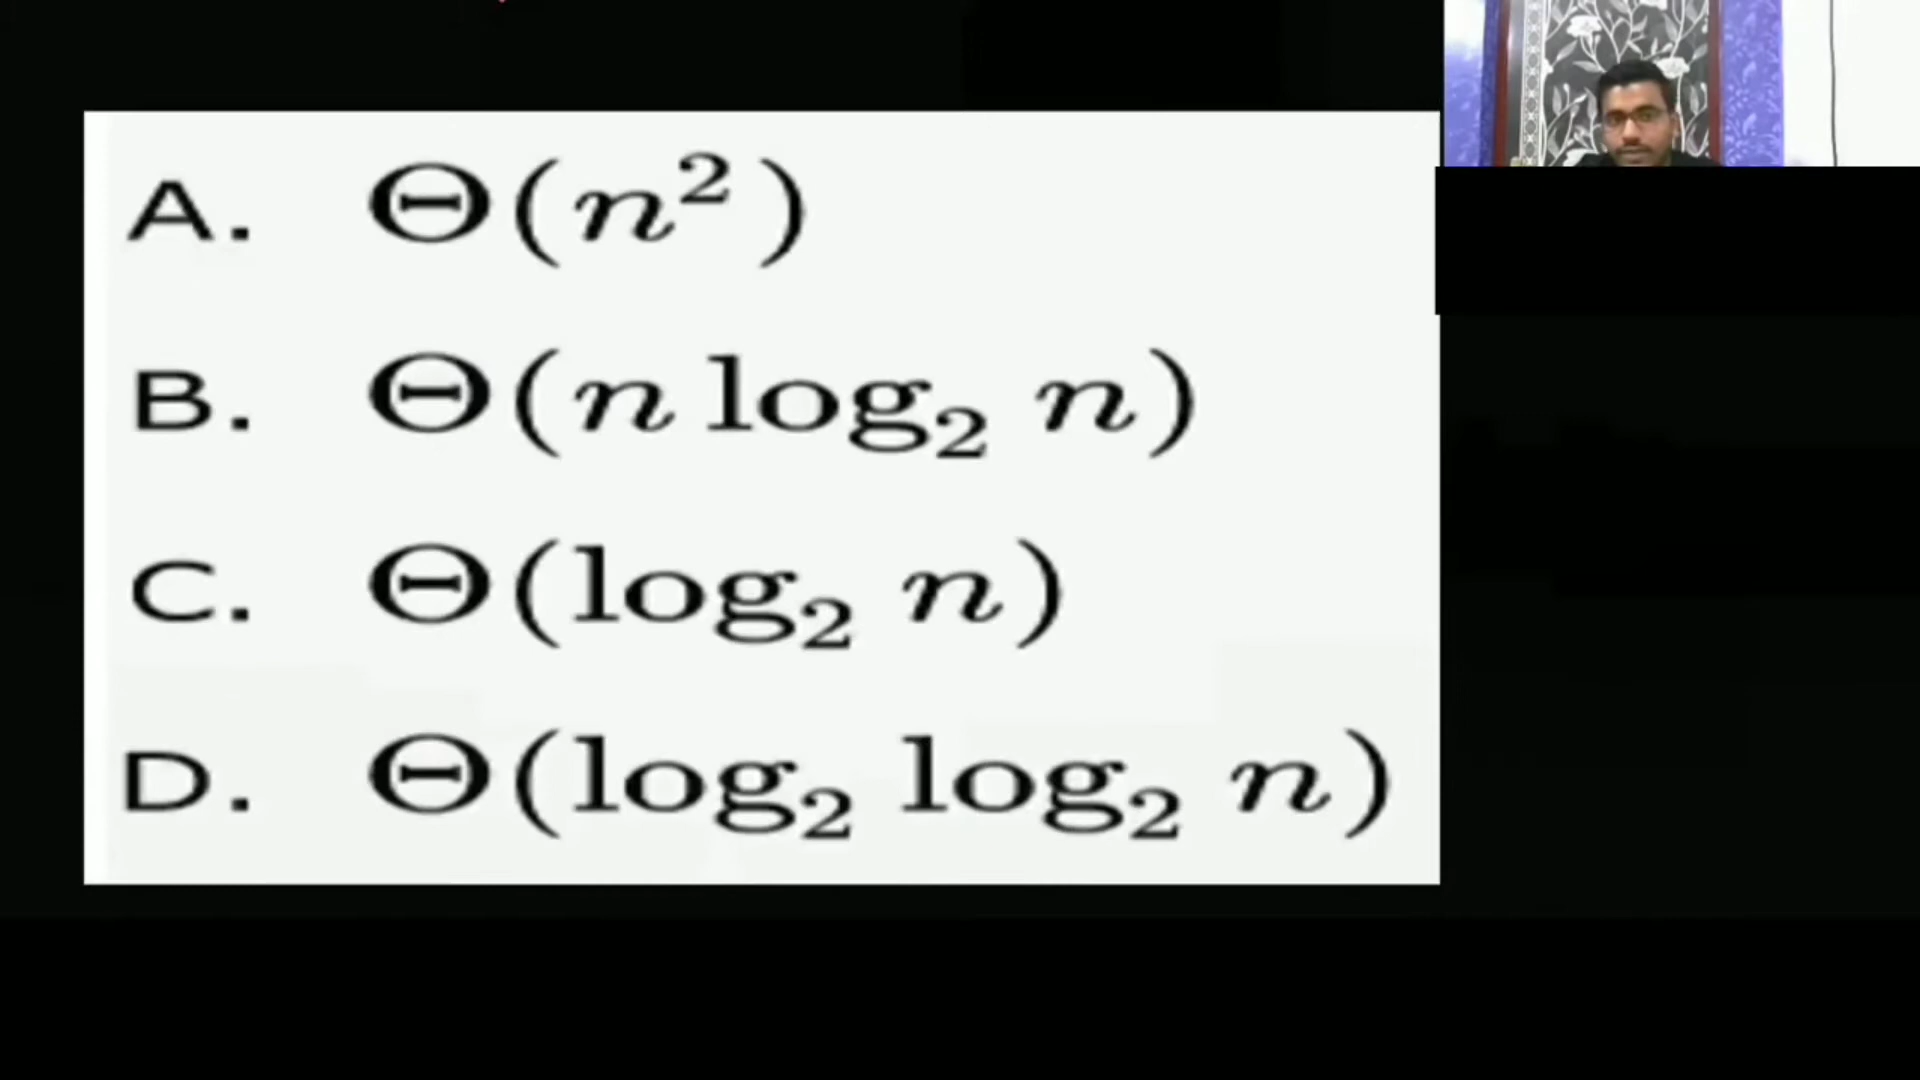 A. Θ(n²)
B. Θ(n log₂ n)
C. Θ(log₂ n)
D. Θ(log₂ log₂ n)